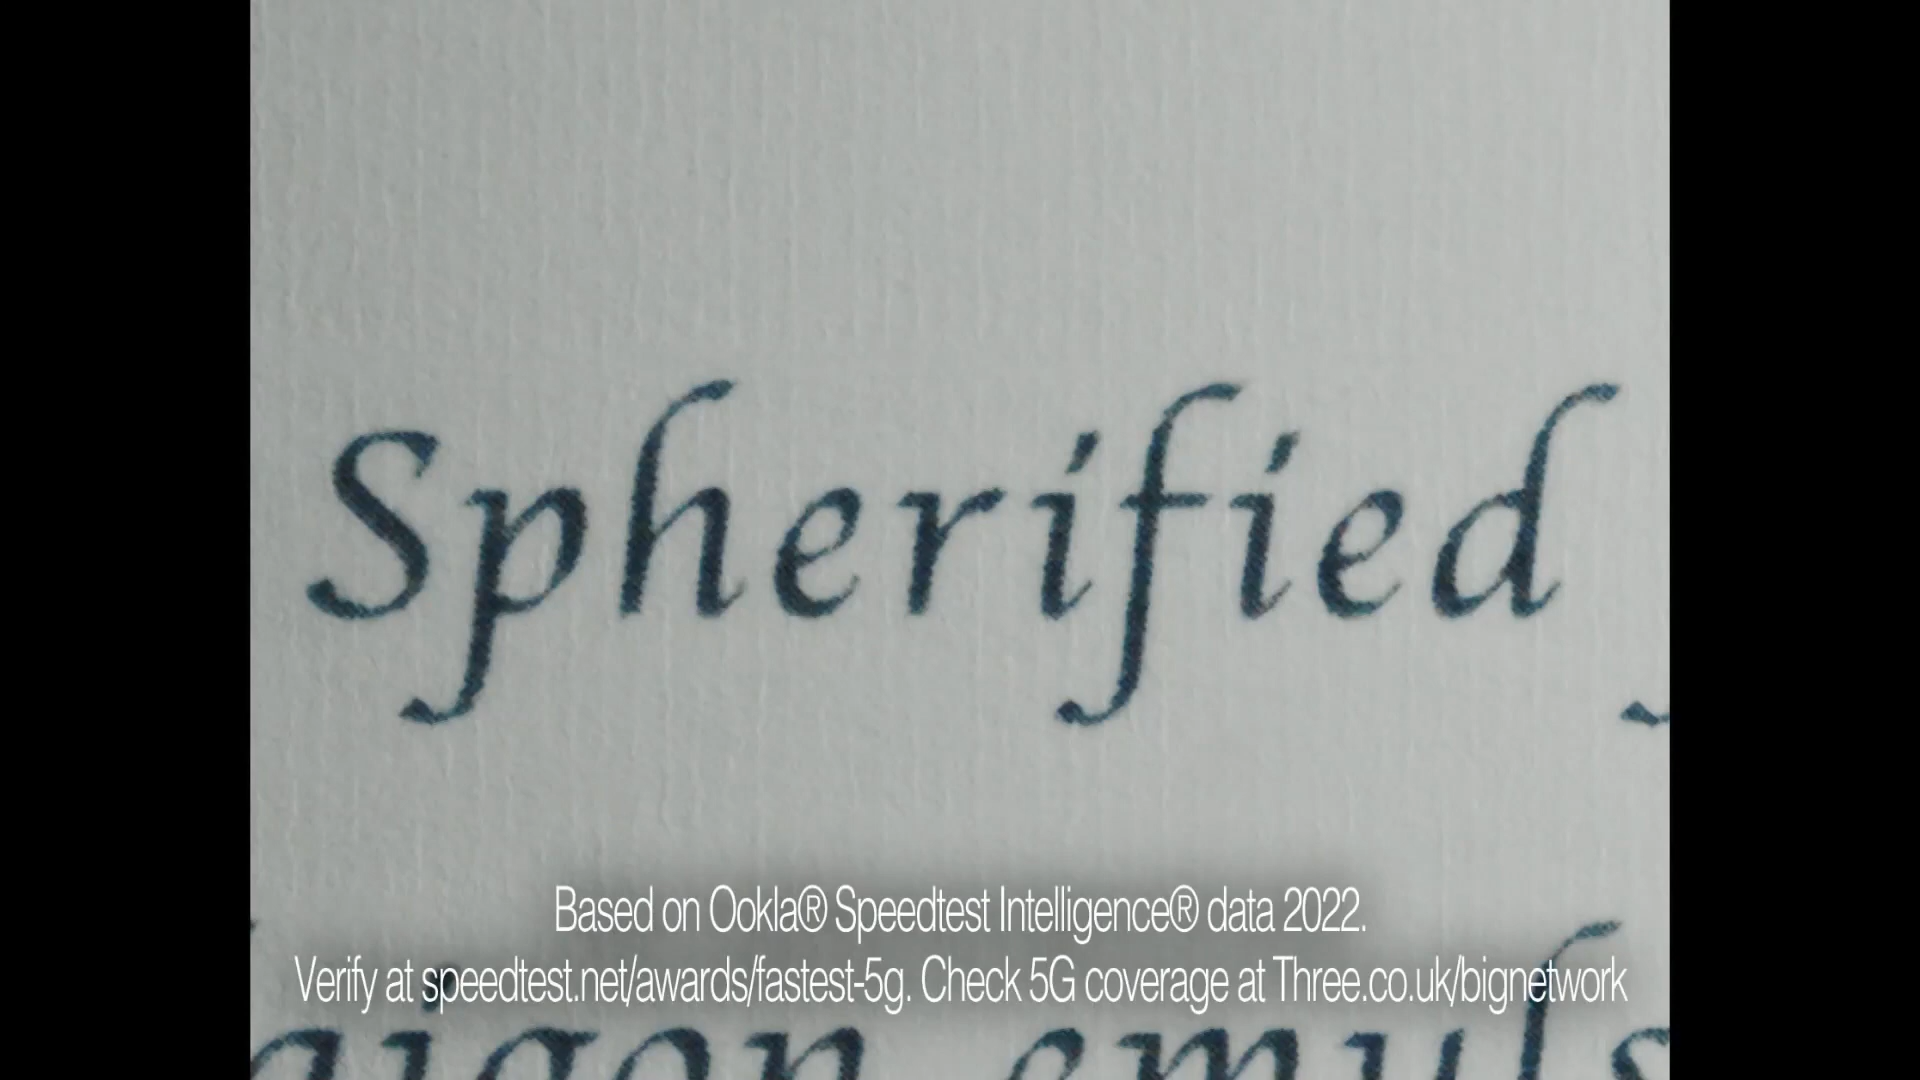 Spherified
Based on Ookla® Speedtest Intelligence® data 2022.
Verify at speedtest.net/awards/fastest-5g. Check 5G coverage at Three.co.uk/bignetwork